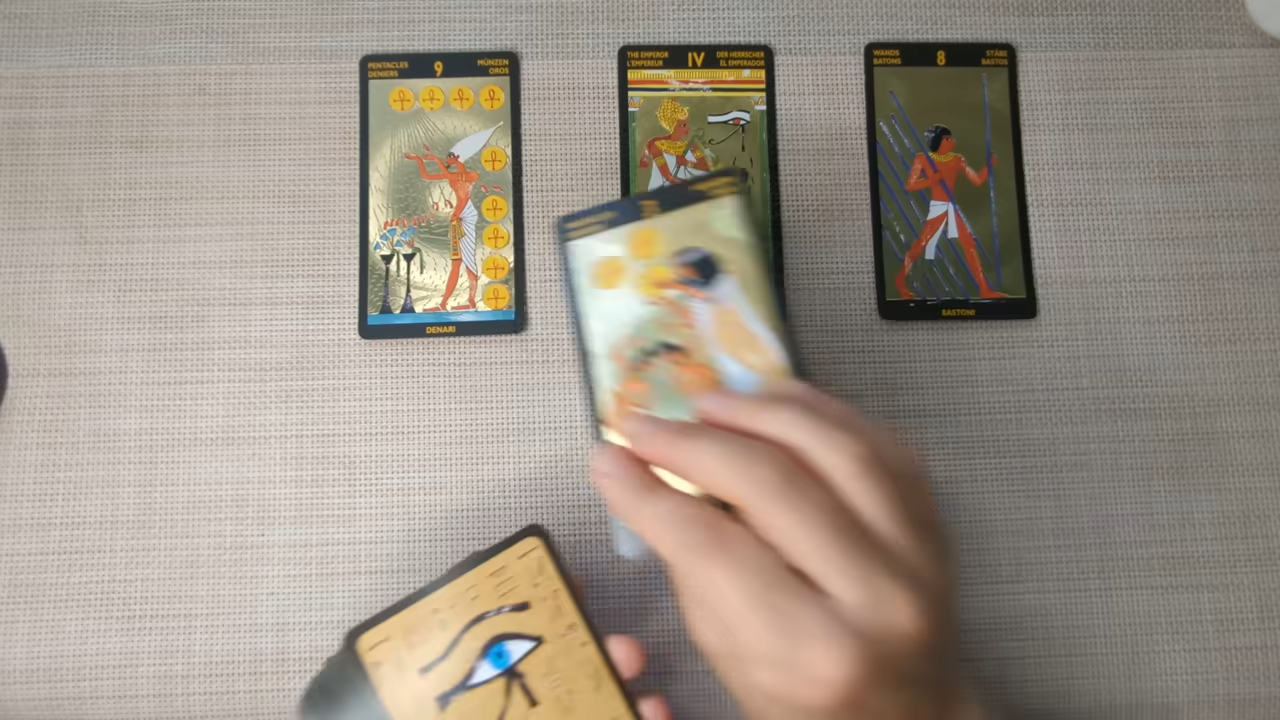 PENTACLES 9 MÜNZEN
DENIERS OROS
DENARI
THE EMPEROR IV DER HERRSCHER
L'EMPEREUR EL EMPERADOR
WANDS 8 STÄBE
BATONS BASTOS
BASTONI